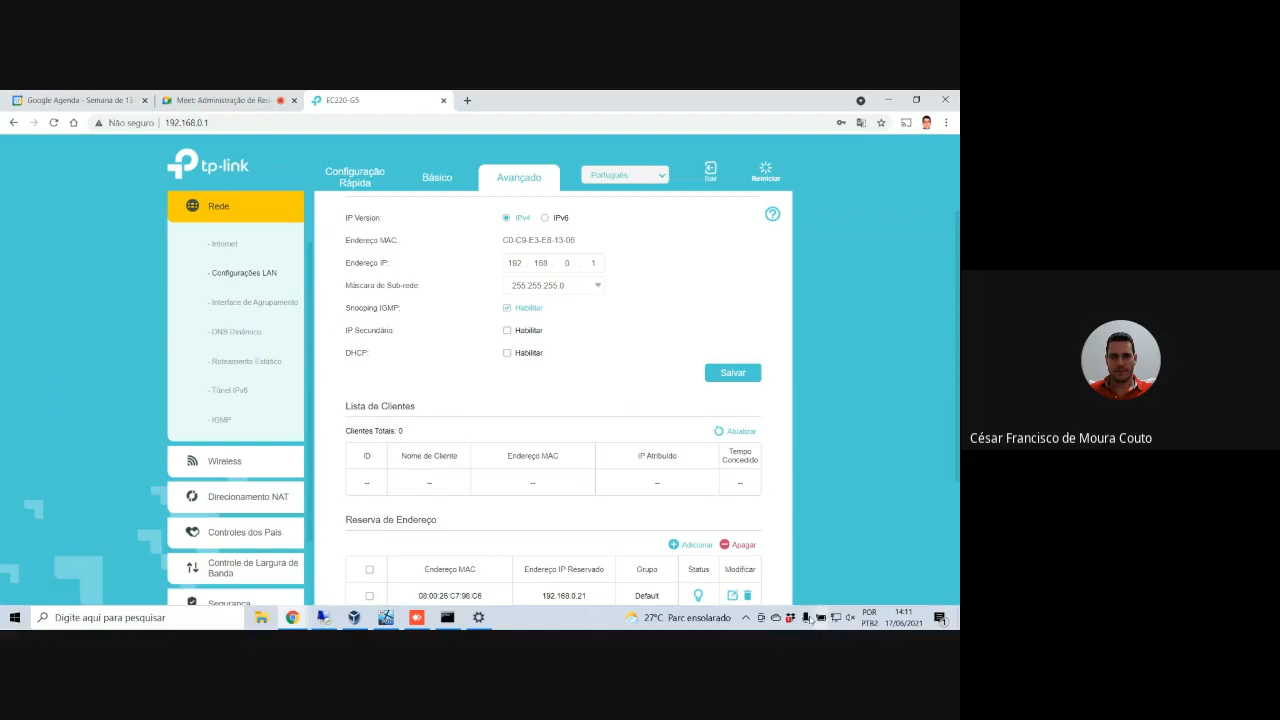 Google Agenda - Semana de 13
Meet: Administração de Red
EC220-G5
Não seguro
192.168.0.1
tp-link
Configuração
Rápida
Básico
Avançado
Português
Sair
Reiniciar
Rede
- Internet
- Configurações LAN
- Interface de Agrupamento
- DNS Dinâmico
- Roteamento Estático
- Túnel IPv6
- IGMP
Wireless
Direcionamento NAT
Controles dos Pais
Controle de Largura de
Banda
Segurança
IP Version:
IPv4
IPv6
Endereço MAC:
C0-C9-E3-E8-13-06
Endereço IP:
192 . 168 . 0 . 1
Máscara de Sub-rede:
255.255.255.0
Snooping IGMP:
Habilitar
IP Secundário:
Habilitar
DHCP:
Habilitar
Salvar
Lista de Clientes
Clientes Totais: 0
Atualizar
ID
Nome de Cliente
Endereço MAC
IP Atribuído
Tempo
Concedido
-- -- -- -- --
Reserva de Endereço
Adicionar
Apagar
Endereço MAC
Endereço IP Reservado
Grupo
Status
Modificar
08:00:26:C7:98:C6
192.168.0.21
Default
Digite aqui para pesquisar
27°C Parc ensolarado
POR
PTB2
14:11
17/06/2021
César Francisco de Moura Couto